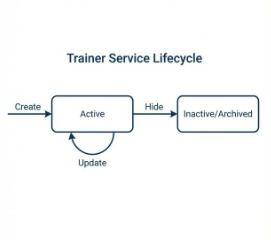 Trainer Service Lifecycle
Create
Active
Hide
Inactive/Archived
Update